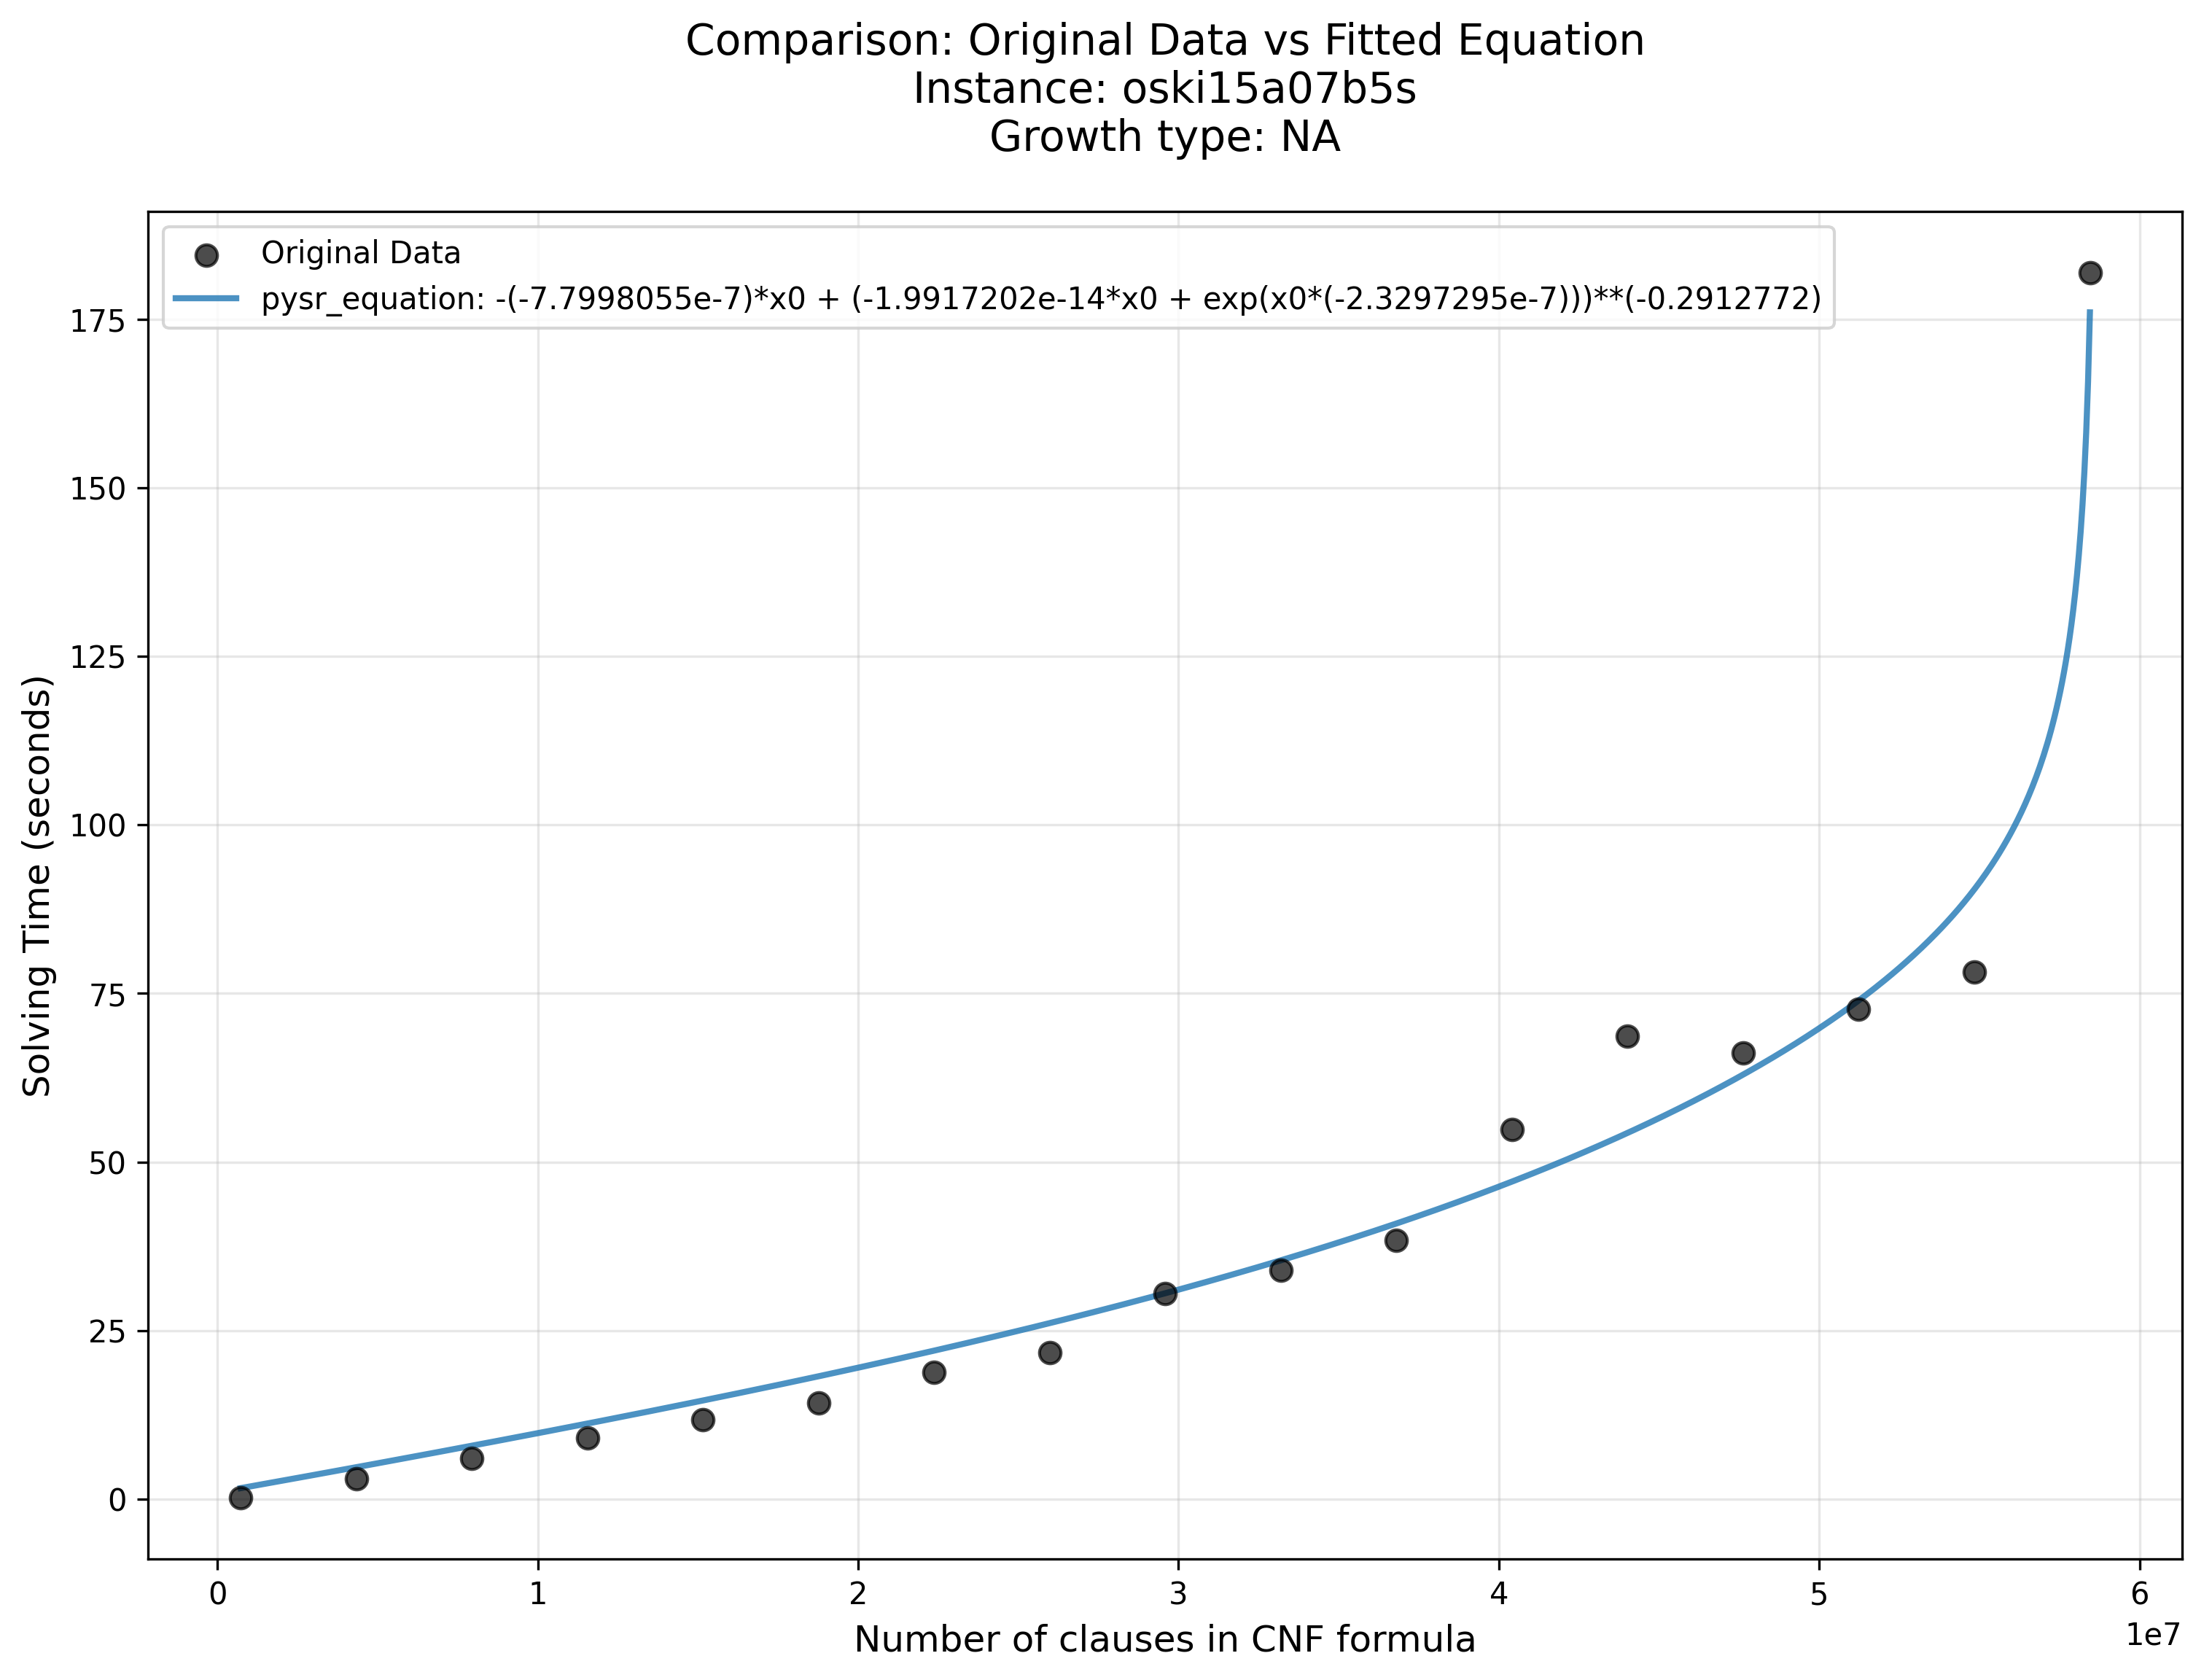 Comparison: Original Data vs Fitted Equation
Instance: oski15a07b5s
Growth type: NA
Original Data
pysr_equation: -(-7.7998055e-7)*x0 + (-1.9917202e-14*x0 + exp(x0*(-2.3297295e-7)))**(-0.2912772)
Solving Time (seconds)
175
150
125
100
75
50
25
0
0 1 2 3 4 5 6
1e7
Number of clauses in CNF formula